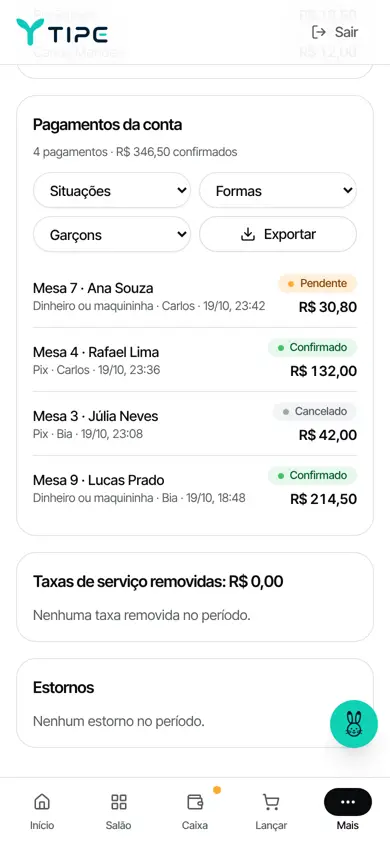 TIPE
Sair
Pagamentos da conta
4 pagamentos · R$ 346,50 confirmados
Situações
Formas
Garçons
Exportar
Mesa 7 · Ana Souza
Pendente
Dinheiro ou maquininha · Carlos · 19/10, 23:42
R$ 30,80
Mesa 4 · Rafael Lima
Confirmado
Pix · Carlos · 19/10, 23:36
R$ 132,00
Mesa 3 · Júlia Neves
Cancelado
Pix · Bia · 19/10, 23:08
R$ 42,00
Mesa 9 · Lucas Prado
Confirmado
Dinheiro ou maquininha · Bia · 19/10, 18:48
R$ 214,50
Taxas de serviço removidas: R$ 0,00
Nenhuma taxa removida no período.
Estornos
Nenhum estorno no período.
Início
Salão
Caixa
Lançar
Mais